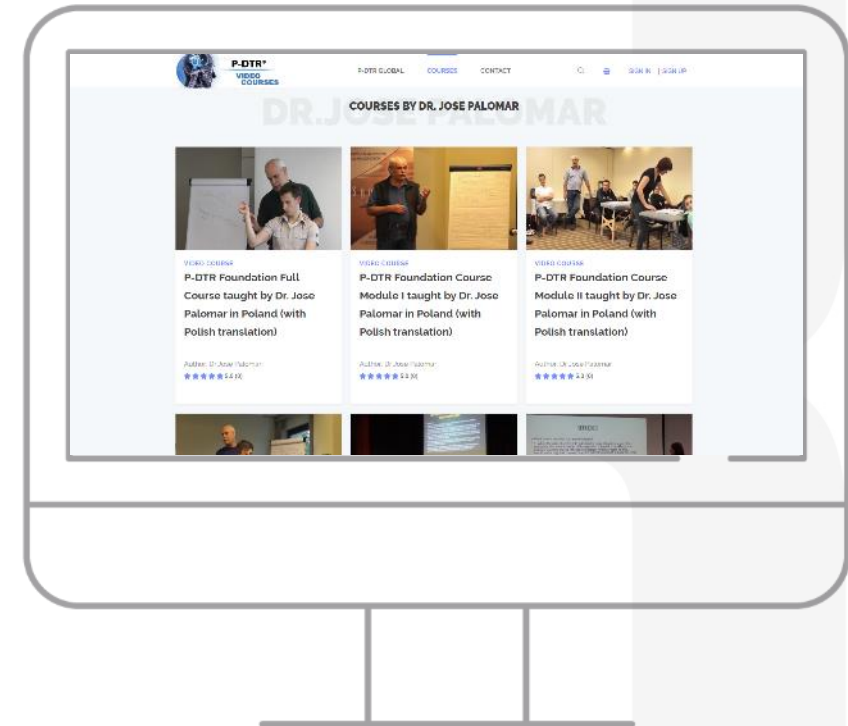 P-DTR®
VIDEO
COURSES
P-DTR GLOBAL COURSES CONTACT SIGN IN | SIGN UP
DR.JOSE PALOMAR
COURSES BY DR. JOSE PALOMAR
VIDEO COURSE
P-DTR Foundation Full
Course taught by Dr. Jose
Palomar in Poland (with
Polish translation)
Author: Dr Jose Palomar
VIDEO COURSE
P-DTR Foundation Course
Module I taught by Dr. Jose
Palomar in Poland (with
Polish translation)
Author: Dr Jose Palomar
VIDEO COURSE
P-DTR Foundation Course
Module II taught by Dr. Jose
Palomar in Poland (with
Polish translation)
Author: Dr Jose Palomar